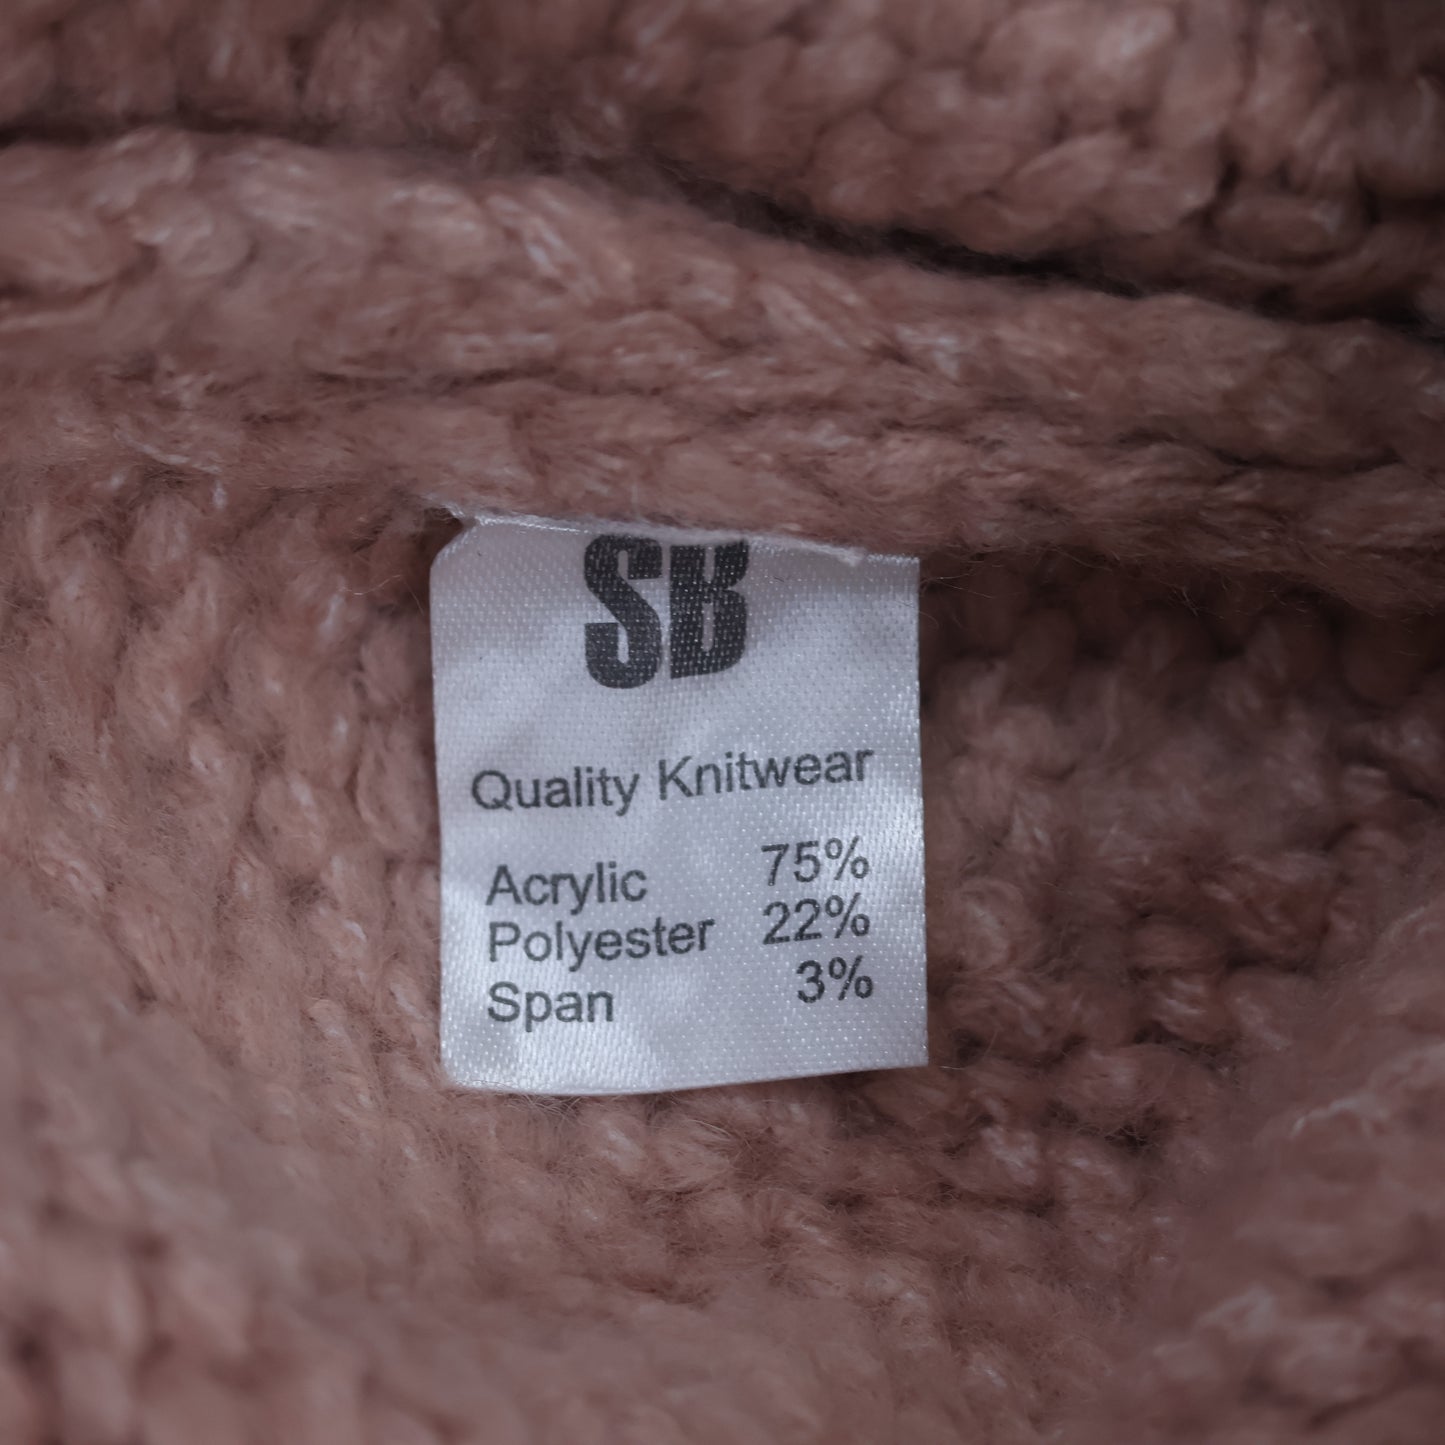 SB
Quality Knitwear
Acrylic 75%
Polyester 22%
Span 3%